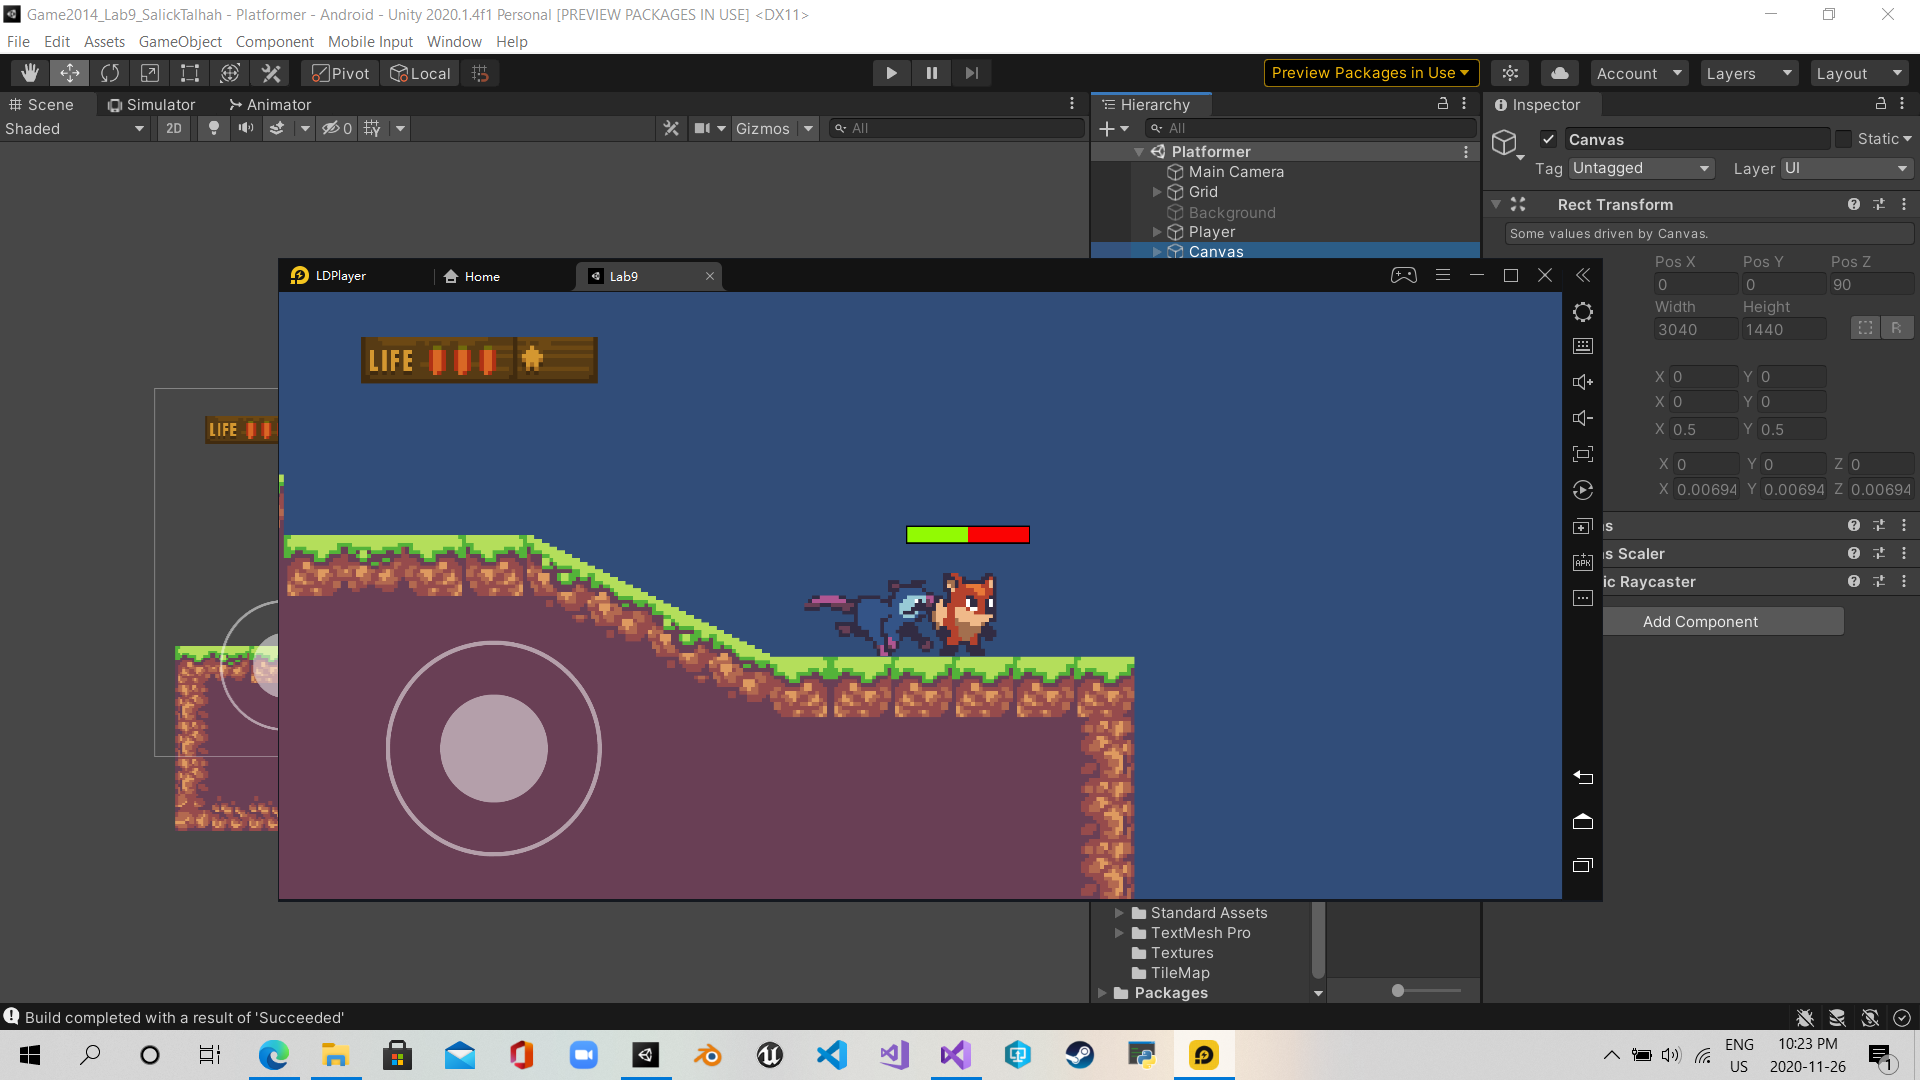 Game2014_Lab9_SalickTalhah - Platformer - Android - Unity 2020.1.4f1 Personal [PREVIEW PACKAGES IN USE] <DX11>
File Edit Assets GameObject Component Mobile Input Window Help
Pivot Local Preview Packages in Use Account Layers Layout
Scene Simulator Animator Hierarchy Inspector
Shaded 2D 0 Gizmos All All
Canvas Static
Platformer
Tag Untagged Layer UI
Main Camera
Grid
Background
Player
Canvas
Rect Transform
Some values driven by Canvas.
Pos X Pos Y Pos Z
0 0 90
Width Height
3040 1440 R
X 0 Y 0
X 0 Y 0
X 0.5 Y 0.5
X 0 Y 0 Z 0
X 0.00694 Y 0.00694 Z 0.00694
s
s Scaler
ic Raycaster
Add Component
LDPlayer Home Lab9
LIFE
LIFE
APK
Standard Assets
TextMesh Pro
Textures
TileMap
Packages
Build completed with a result of 'Succeeded'
ENG
US
10:23 PM
2020-11-26
1